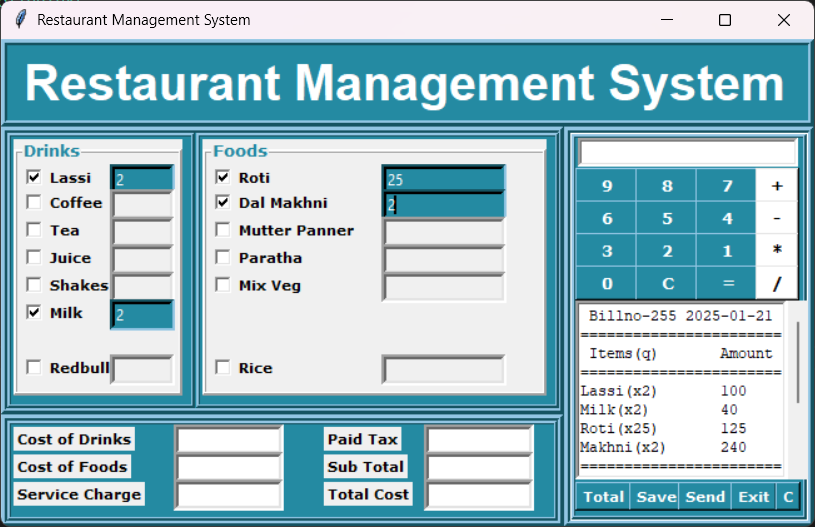 Restaurant Management System
Restaurant Management System
Drinks
Lassi 2
Coffee
Tea
Juice
Shakes
Milk 2
Redbull
Foods
Roti 25
Dal Makhni 2
Mutter Panner
Paratha
Mix Veg
Rice
9 8 7 +
6 5 4 -
3 2 1 *
0 C = /
Billno-255 2025-01-21
========================
Items(q) Amount
========================
Lassi(x2) 100
Milk(x2) 40
Roti(x25) 125
Makhni(x2) 240
========================
Cost of Drinks Paid Tax
Cost of Foods Sub Total
Service Charge Total Cost
Total Save Send Exit C